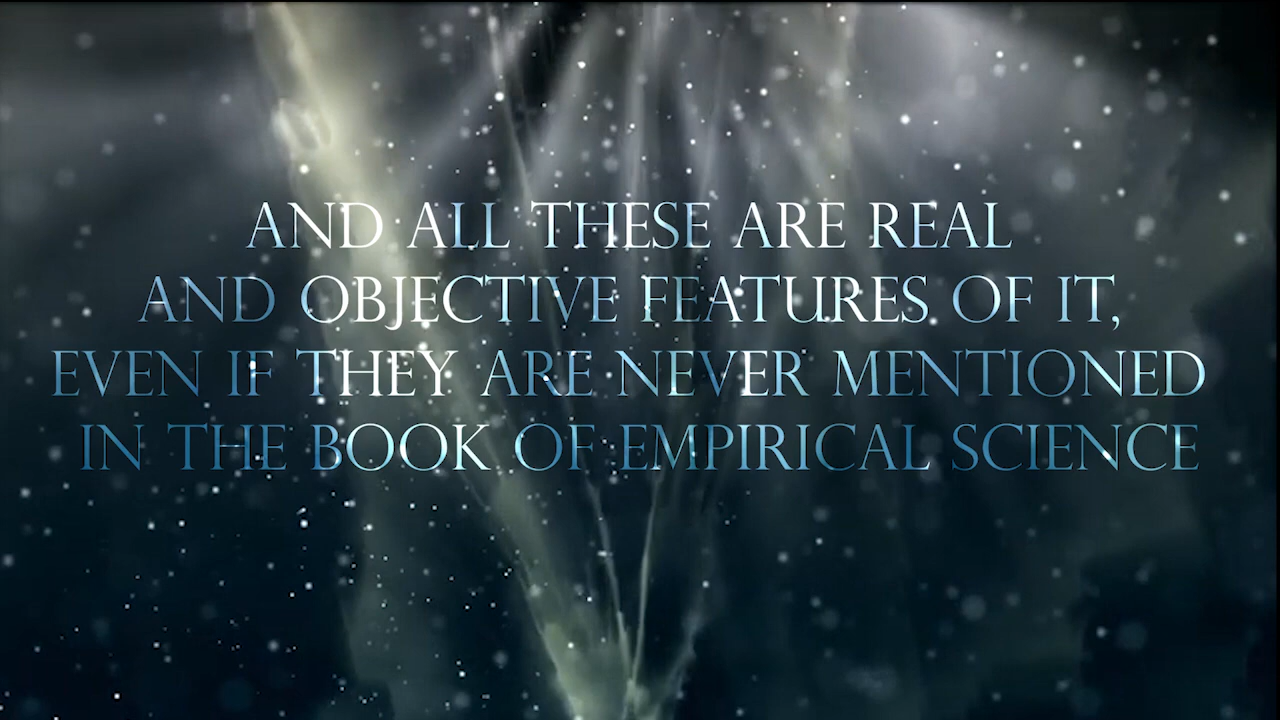 AND ALL THESE ARE REAL
AND OBJECTIVE FEATURES OF IT,
EVEN IF THEY ARE NEVER MENTIONED
IN THE BOOK OF EMPIRICAL SCIENCE